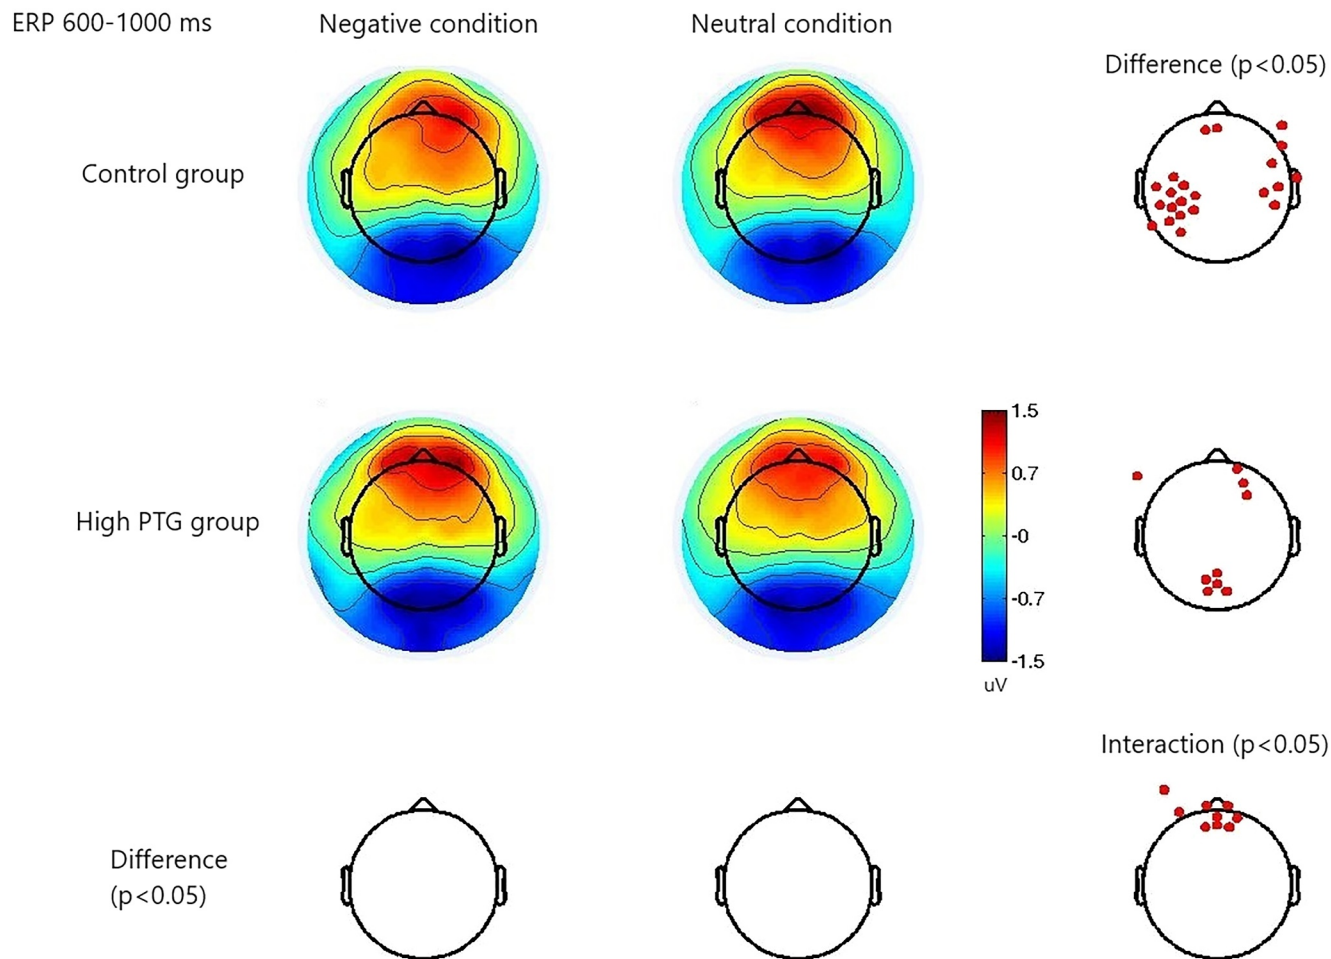 ERP 600-1000 ms
Negative condition
Neutral condition
Difference (p<0.05)
Control group
High PTG group
1.5
0.7
-0
-0.7
-1.5
uV
Interaction (p<0.05)
Difference
(p<0.05)